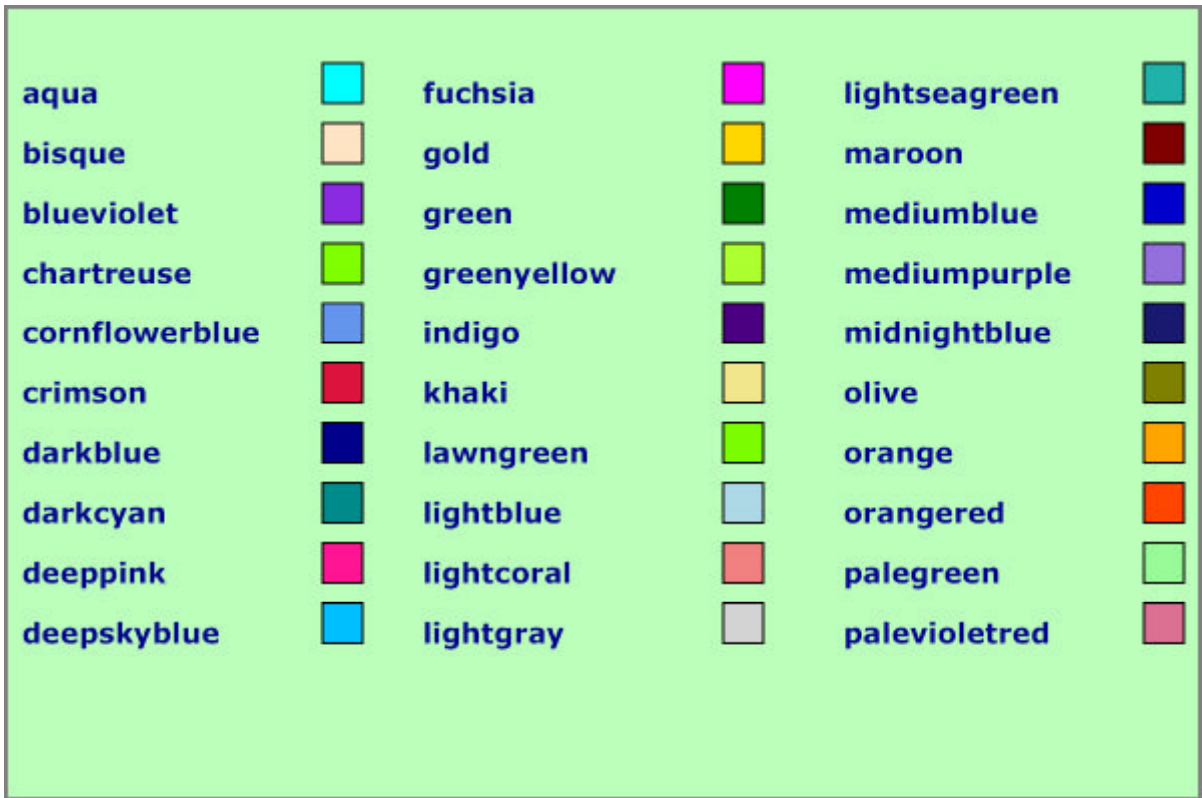 aqua fuchsia lightseagreen
bisque gold maroon
blueviolet green mediumblue
chartreuse greenyellow mediumpurple
cornflowerblue indigo midnightblue
crimson khaki olive
darkblue lawngreen orange
darkcyan lightblue orangered
deeppink lightcoral palegreen
deepskyblue lightgray palevioletred